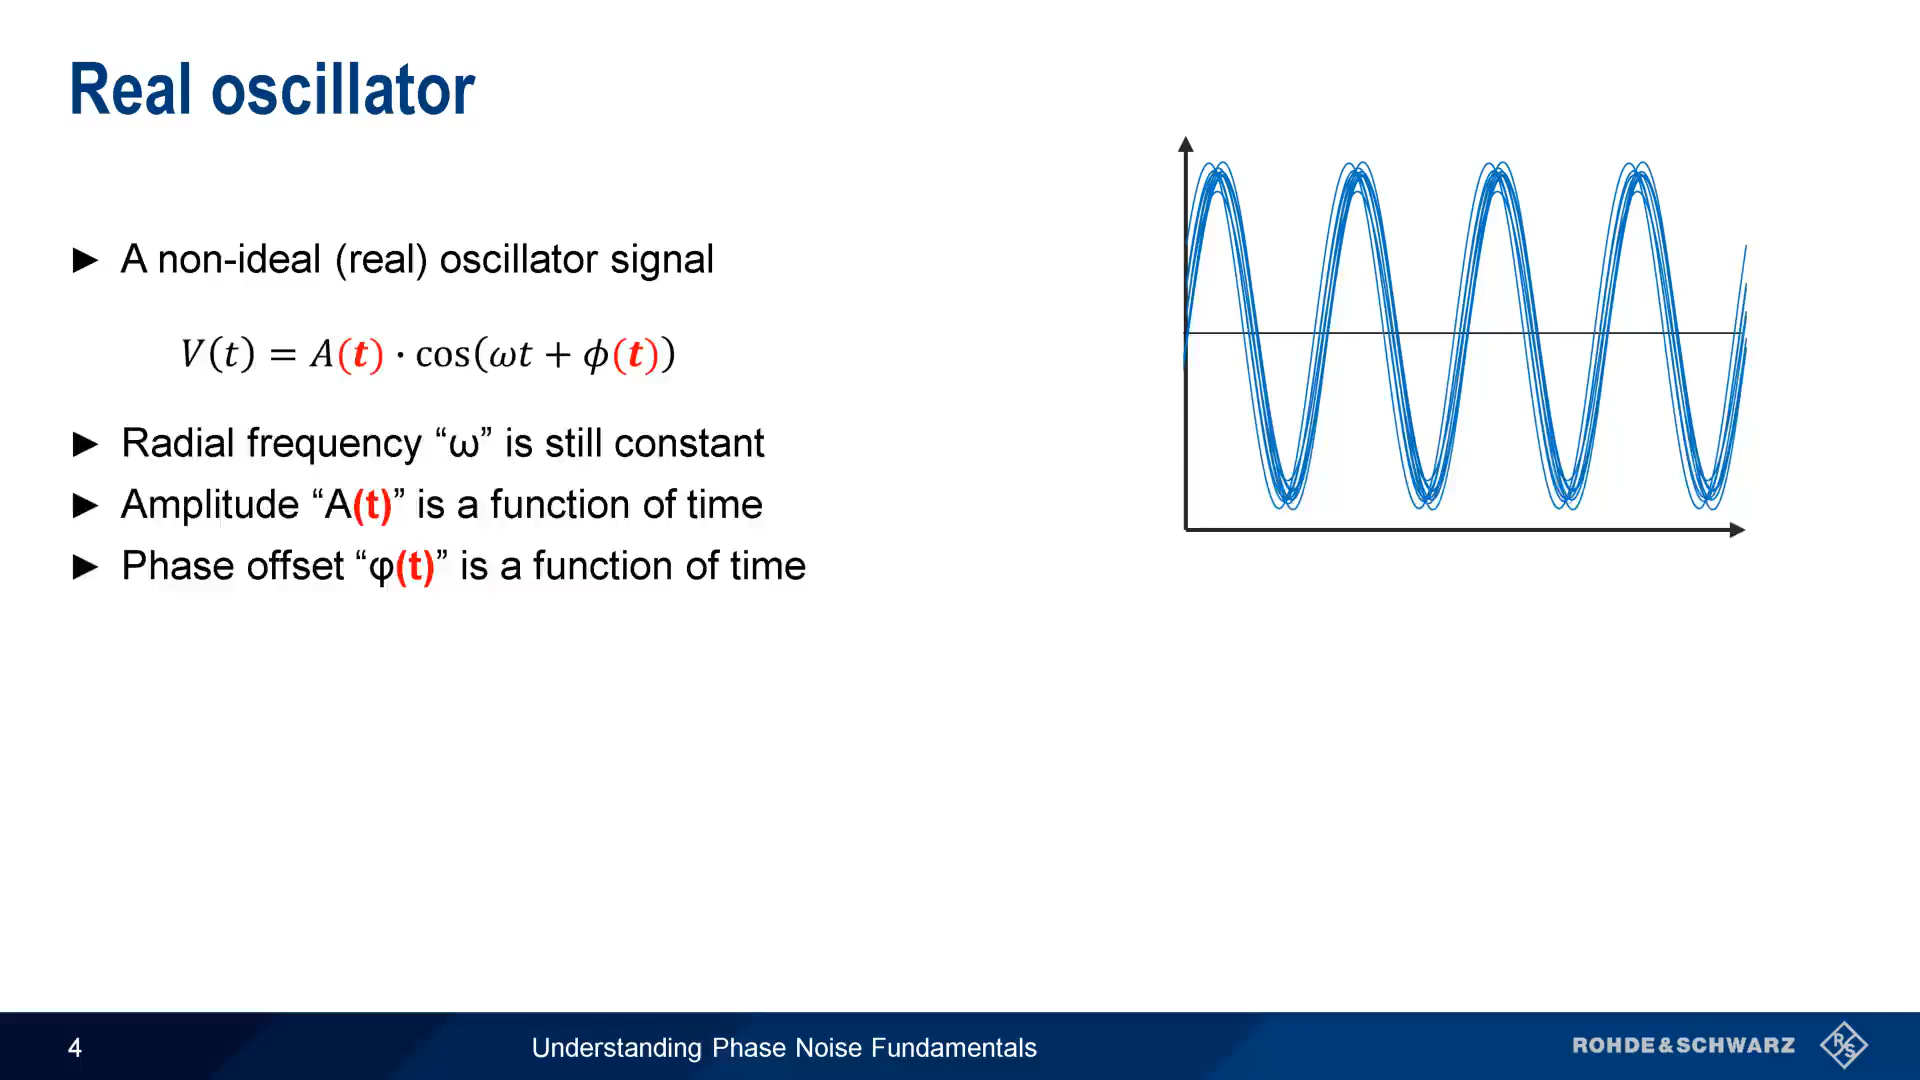 Real oscillator
► A non-ideal (real) oscillator signal
V(t) = A(t) · cos(ωt + ϕ(t))
► Radial frequency “ω” is still constant
► Amplitude “A(t)” is a function of time
► Phase offset “φ(t)” is a function of time
4
Understanding Phase Noise Fundamentals
ROHDE&SCHWARZ
R&S